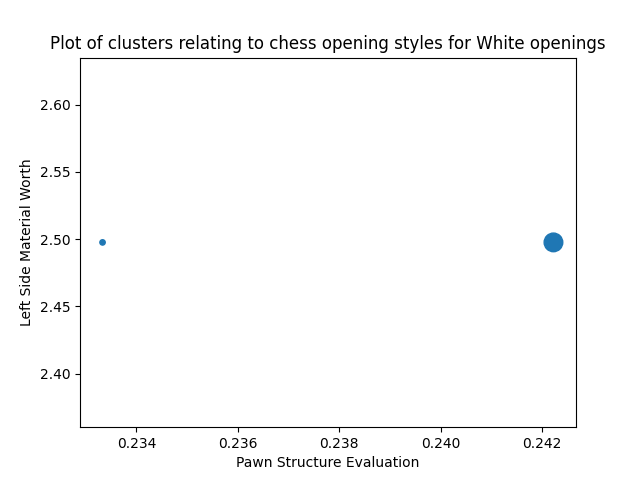 Plot of clusters relating to chess opening styles for White openings
2.60
2.55
2.50
2.45
2.40
Left Side Material Worth
0.234 0.236 0.238 0.240 0.242
Pawn Structure Evaluation